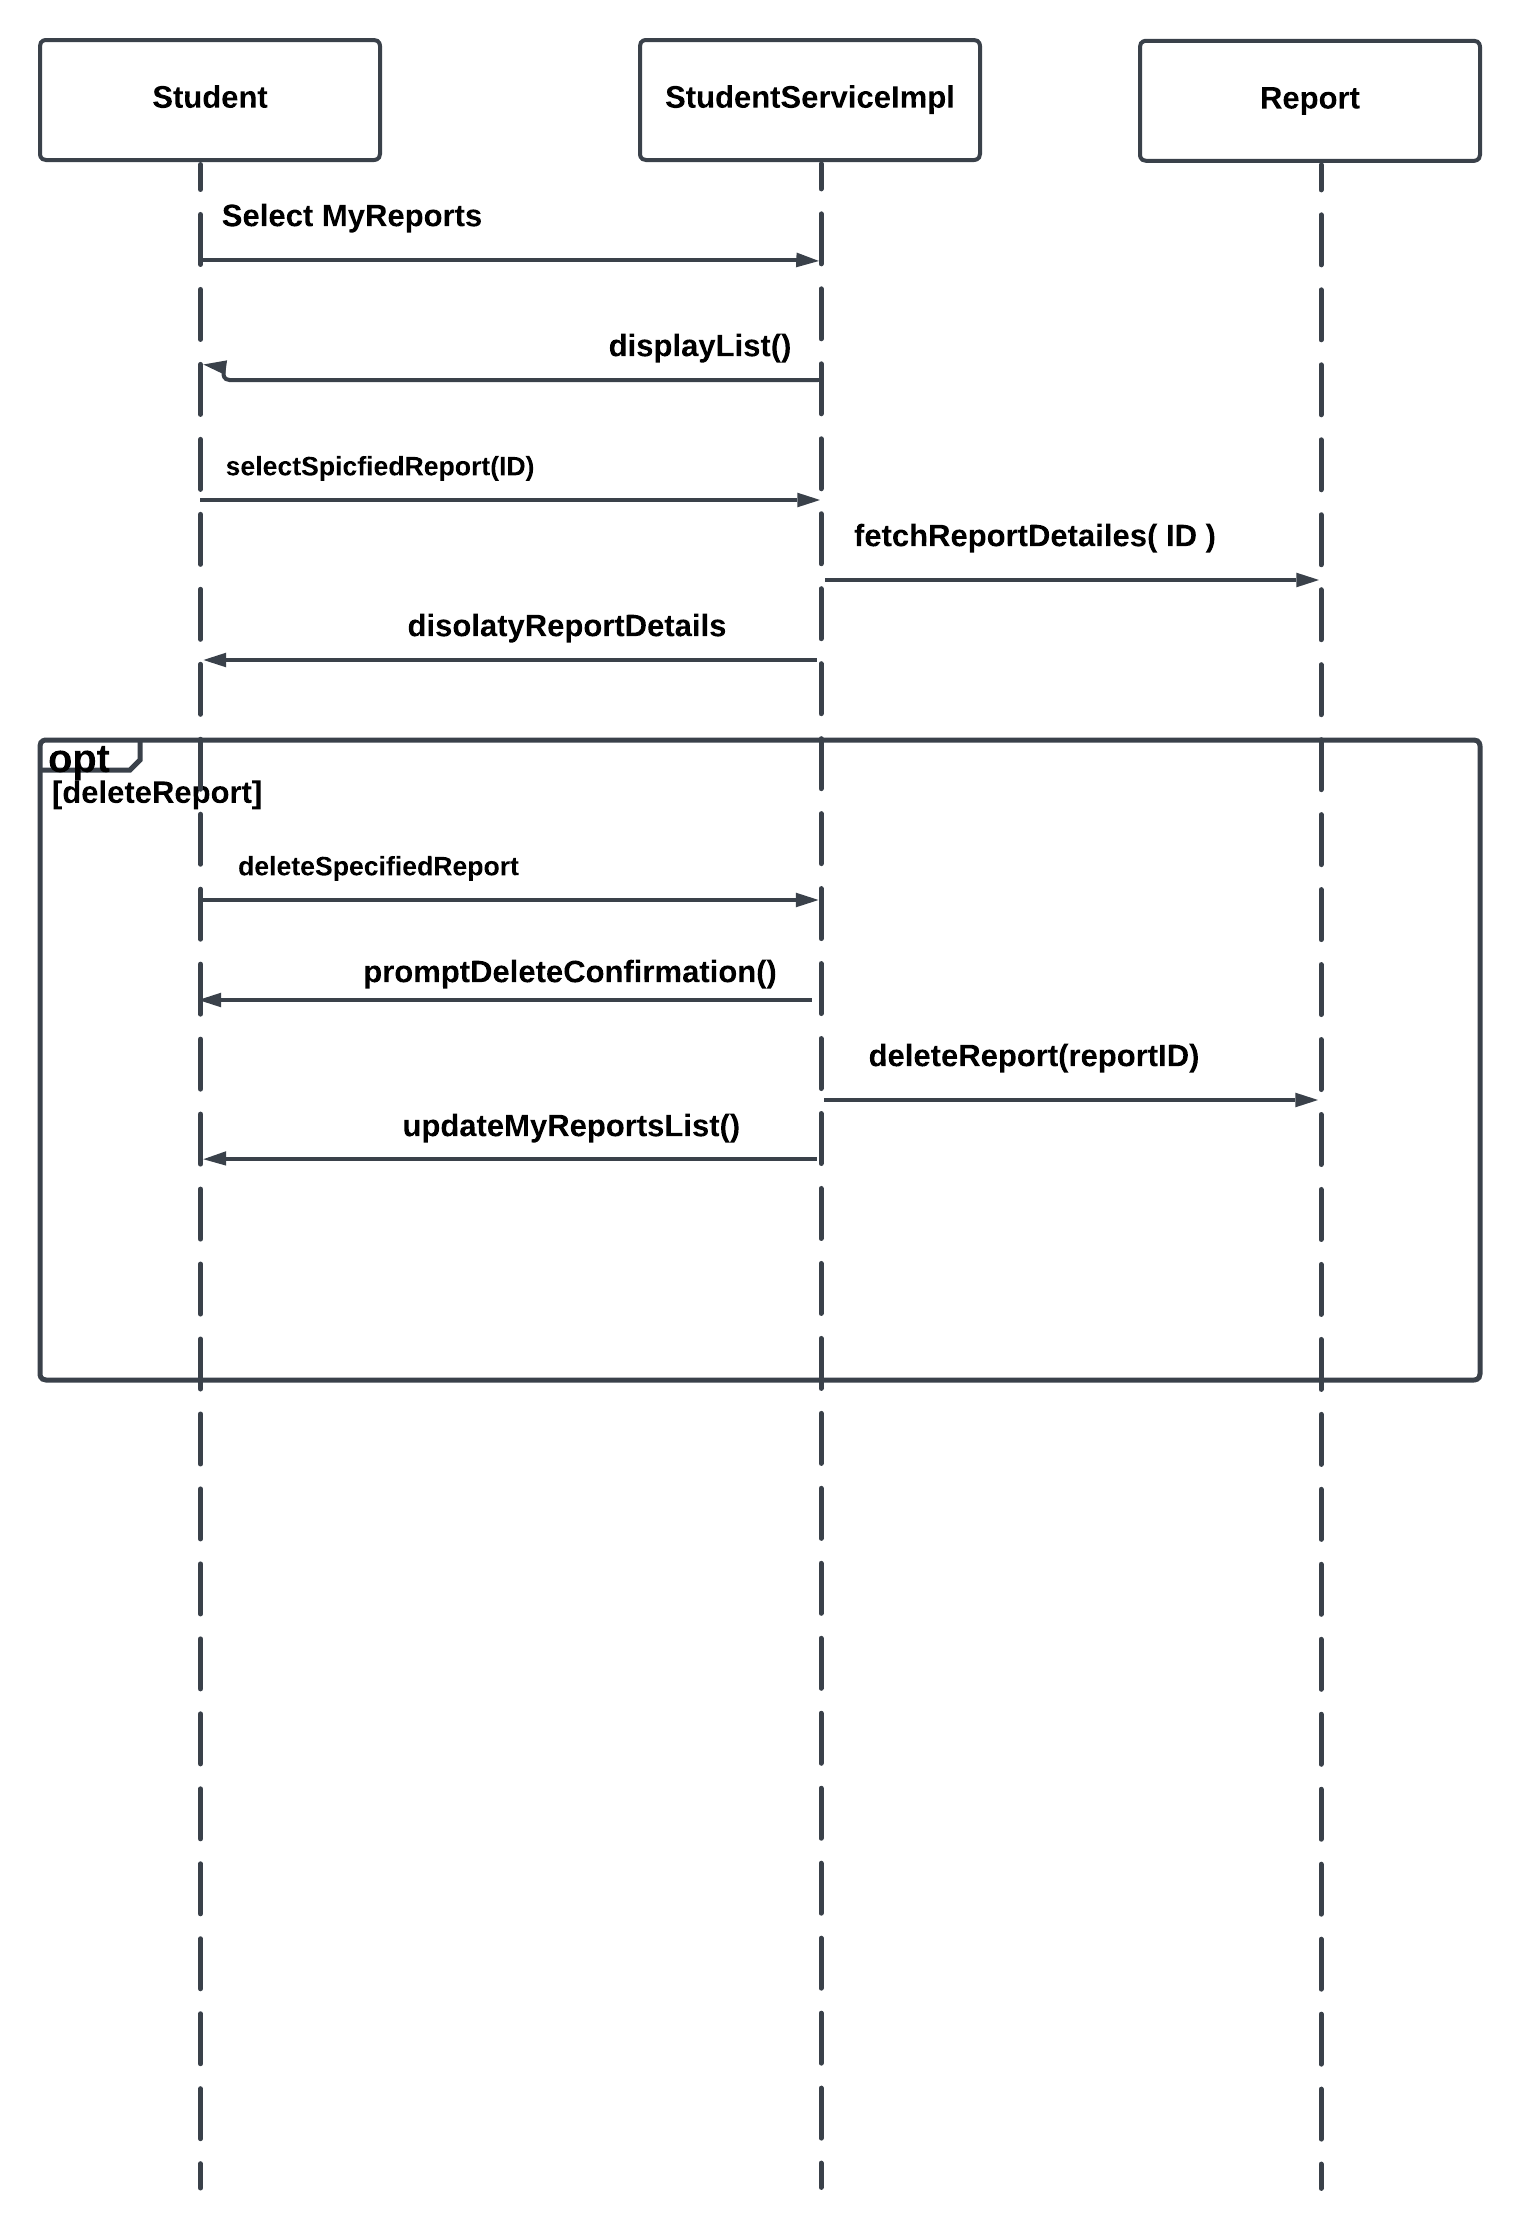 Student
StudentServiceImpl
Report
Select MyReports
displayList()
selectSpicfiedReport(ID)
fetchReportDetailes( ID )
disolatyReportDetails
opt
[deleteReport]
deleteSpecifiedReport
promptDeleteConfirmation()
deleteReport(reportID)
updateMyReportsList()